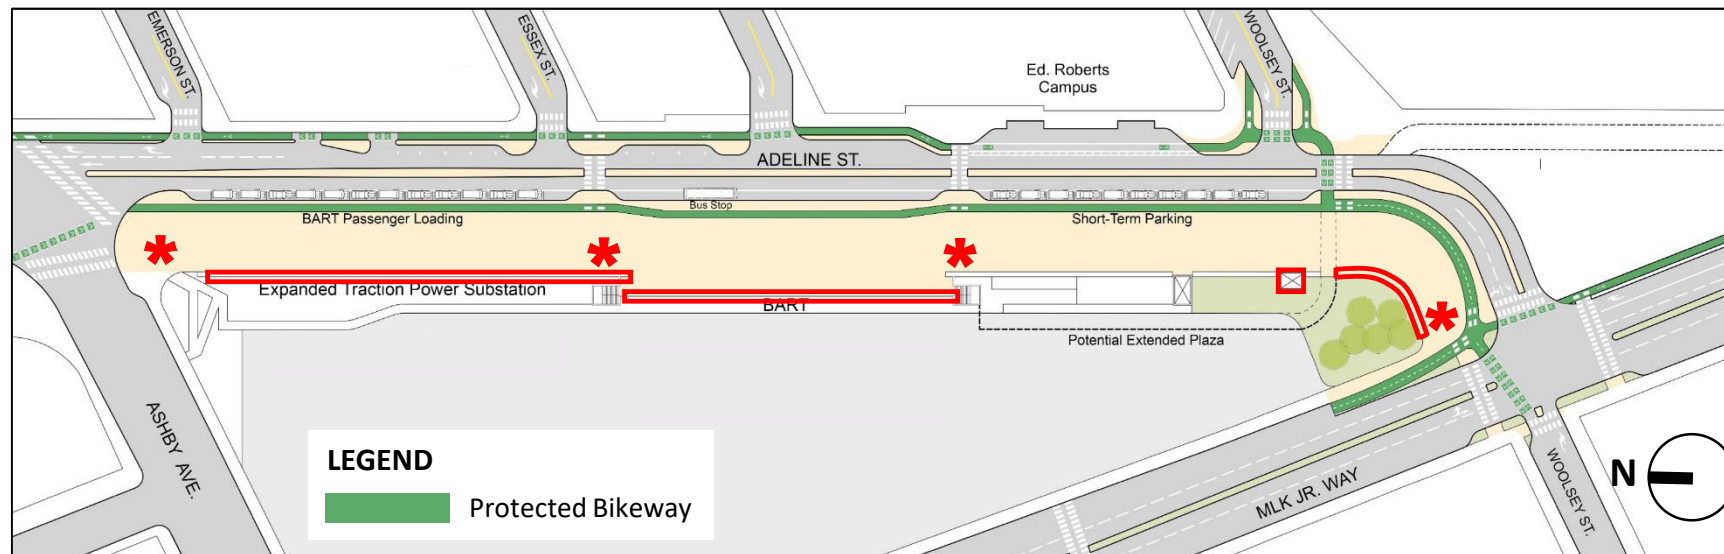 EMERSON ST.
ESSEX ST.
WOOLSEY ST.
Ed. Roberts
Campus
ADELINE ST.
Bus Stop
BART Passenger Loading
Short-Term Parking
Expanded Traction Power Substation
BART
Potential Extended Plaza
ASHBY AVE.
LEGEND
Protected Bikeway
MLK JR. WAY
WOOLSEY ST.
N